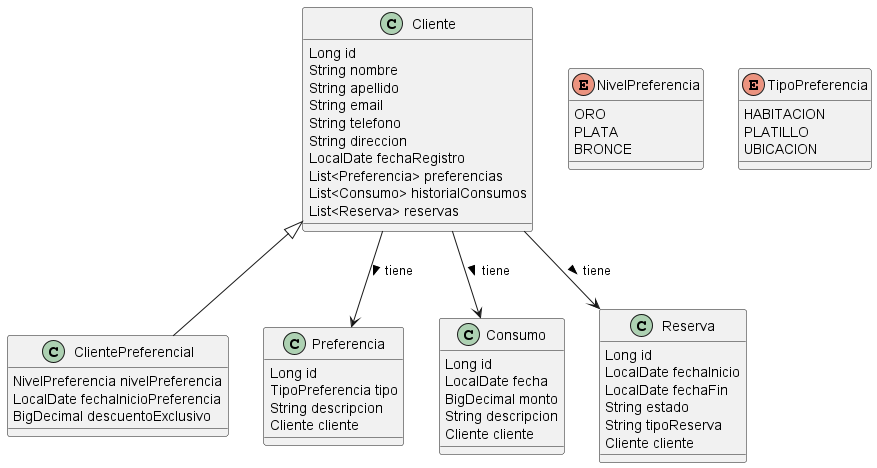 C Cliente
Long id
String nombre
String apellido
String email
String telefono
String direccion
LocalDate fechaRegistro
List<Preferencia> preferencias
List<Consumo> historialConsumos
List<Reserva> reservas
E NivelPreferencia
ORO
PLATA
BRONCE
E TipoPreferencia
HABITACION
PLATILLO
UBICACION
tiene
tiene
tiene
C ClientePreferencial
NivelPreferencia nivelPreferencia
LocalDate fechaInicioPreferencia
BigDecimal descuentoExclusivo
C Preferencia
Long id
TipoPreferencia tipo
String descripcion
Cliente cliente
C Consumo
Long id
LocalDate fecha
BigDecimal monto
String descripcion
Cliente cliente
C Reserva
Long id
LocalDate fechaInicio
LocalDate fechaFin
String estado
String tipoReserva
Cliente cliente